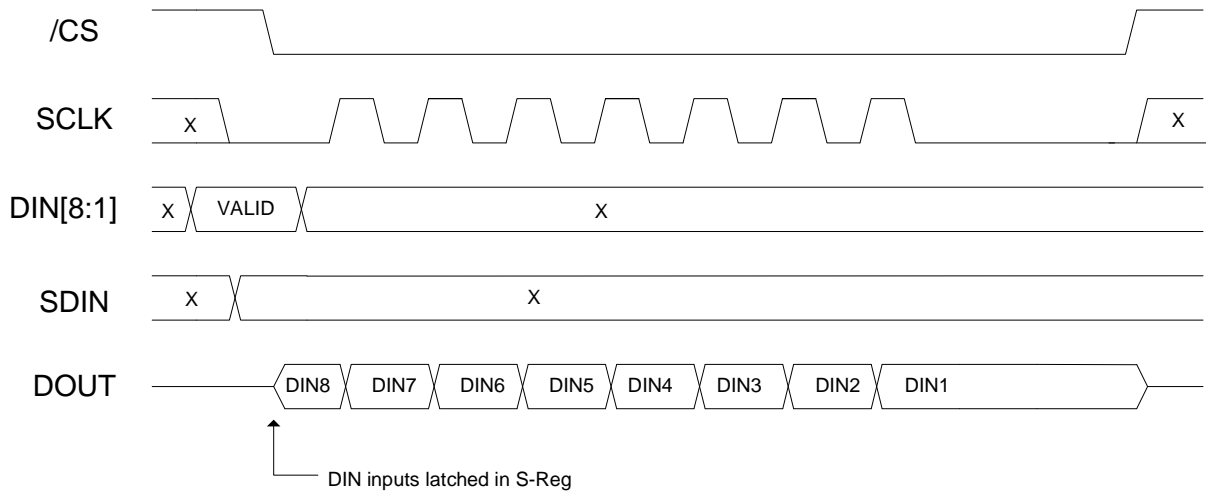 /CS
SCLK X X
DIN[8:1] X VALID X
SDIN X X
DOUT DIN8 DIN7 DIN6 DIN5 DIN4 DIN3 DIN2 DIN1
DIN inputs latched in S-Reg